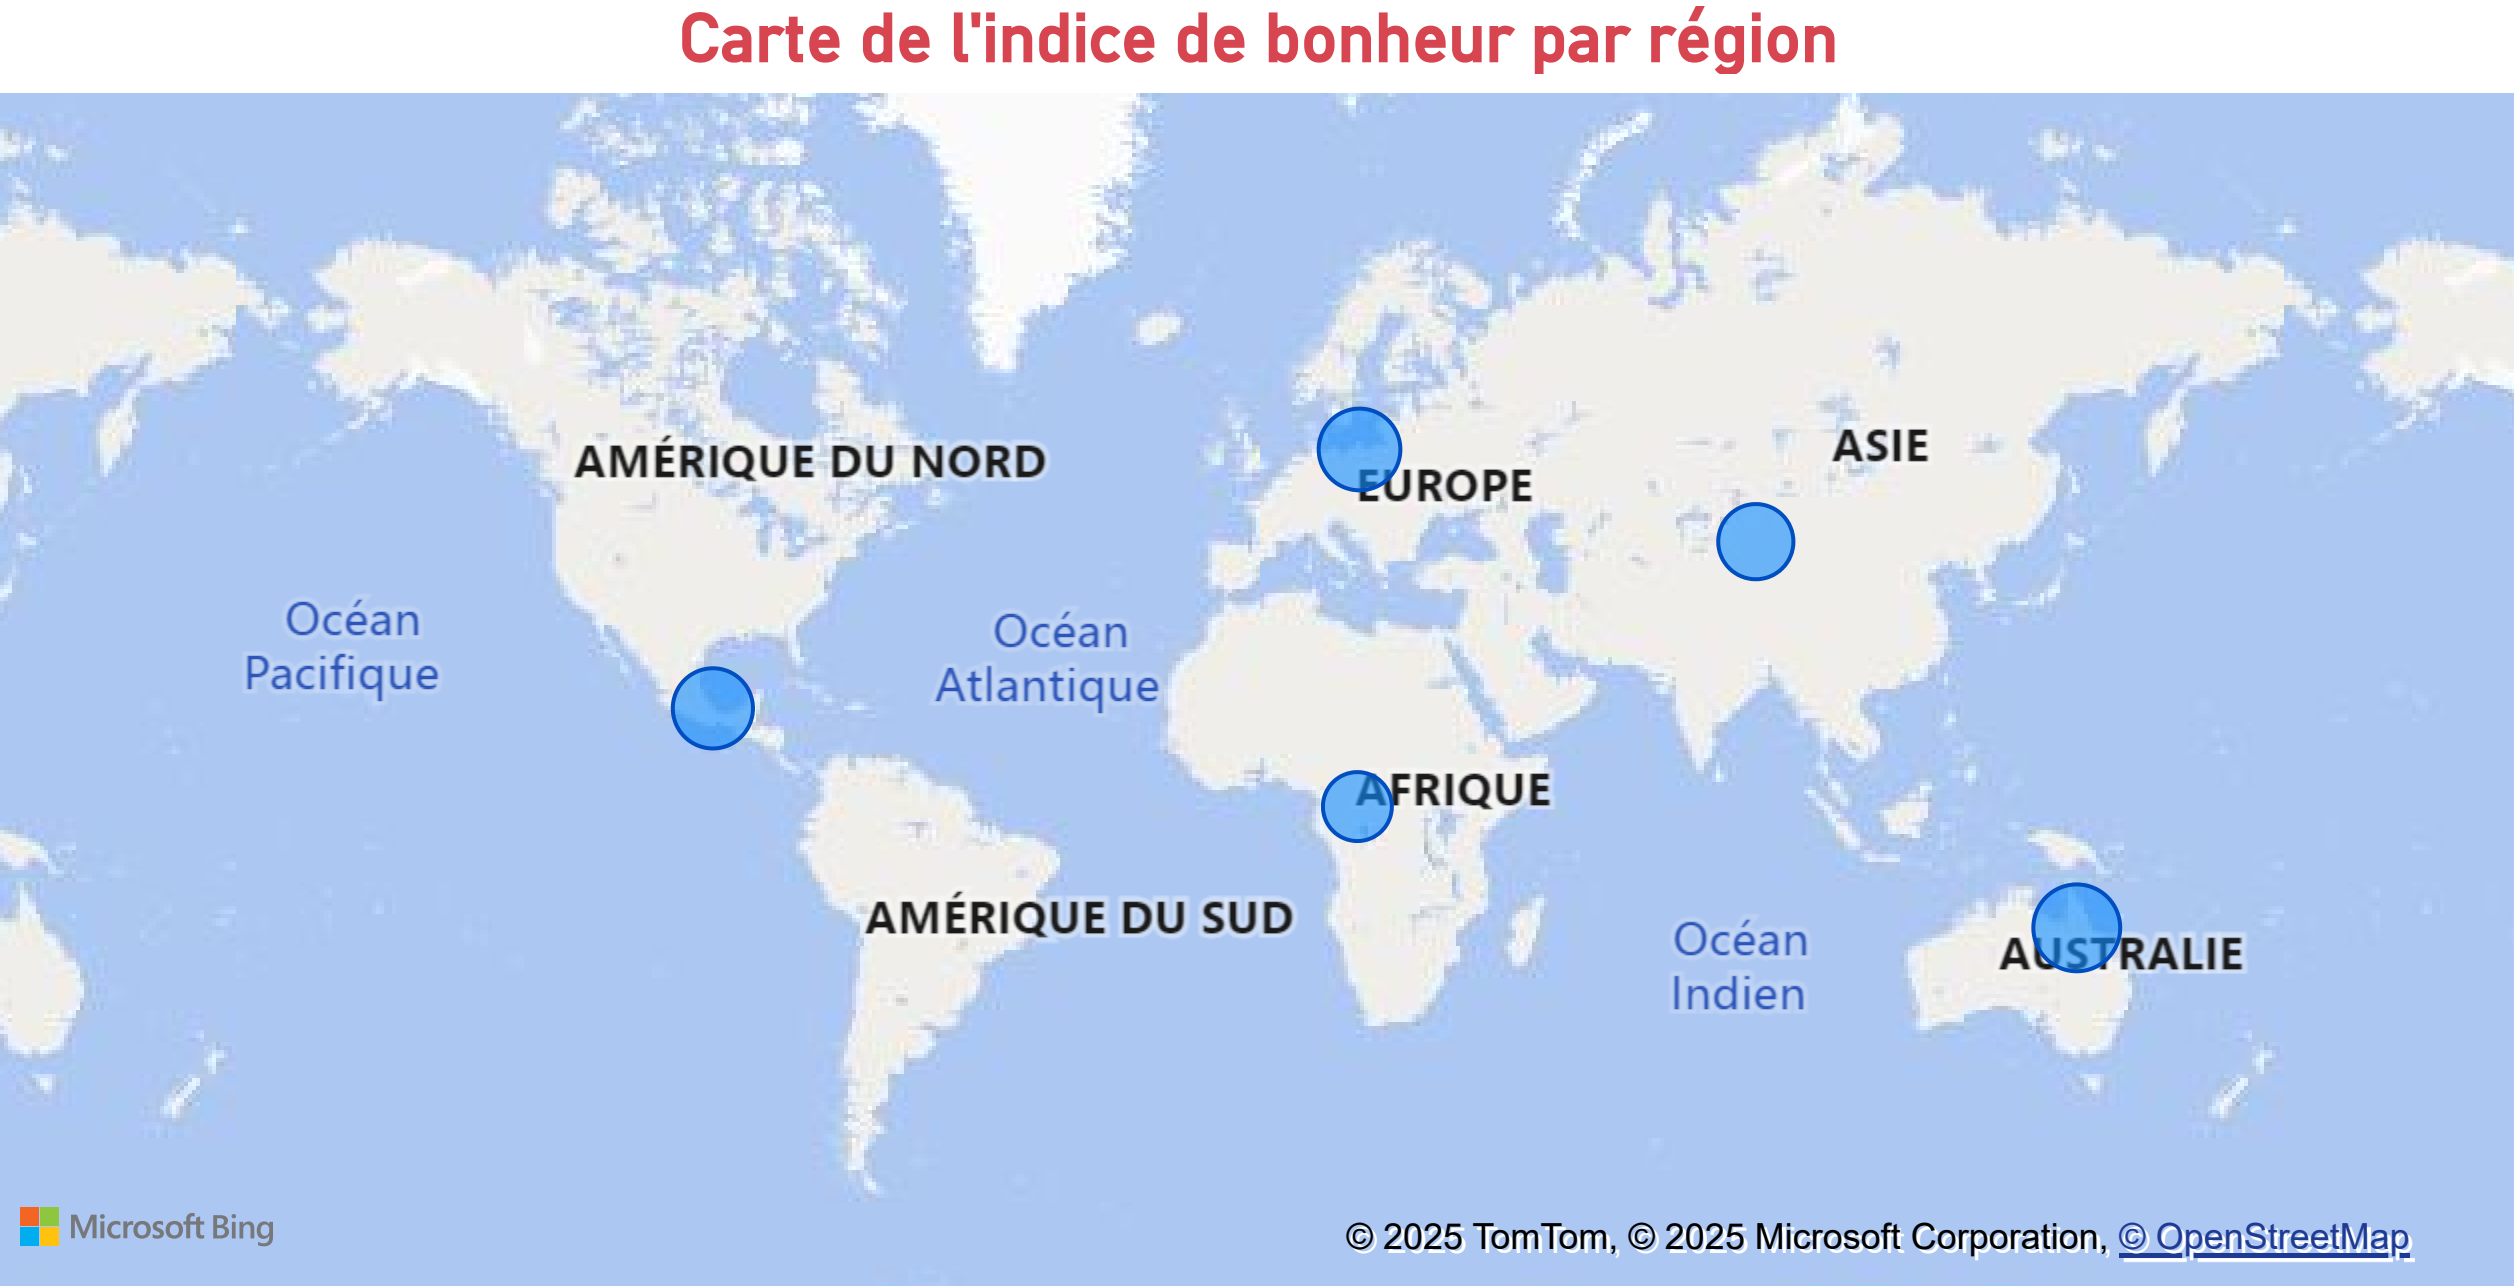 Carte de l'indice de bonheur par région
AMÉRIQUE DU NORD
ASIE
EUROPE
Océan
Pacifique
Océan
Atlantique
AFRIQUE
AMÉRIQUE DU SUD
Océan
Indien
AUSTRALIE
Microsoft Bing
© 2025 TomTom, © 2025 Microsoft Corporation, © OpenStreetMap